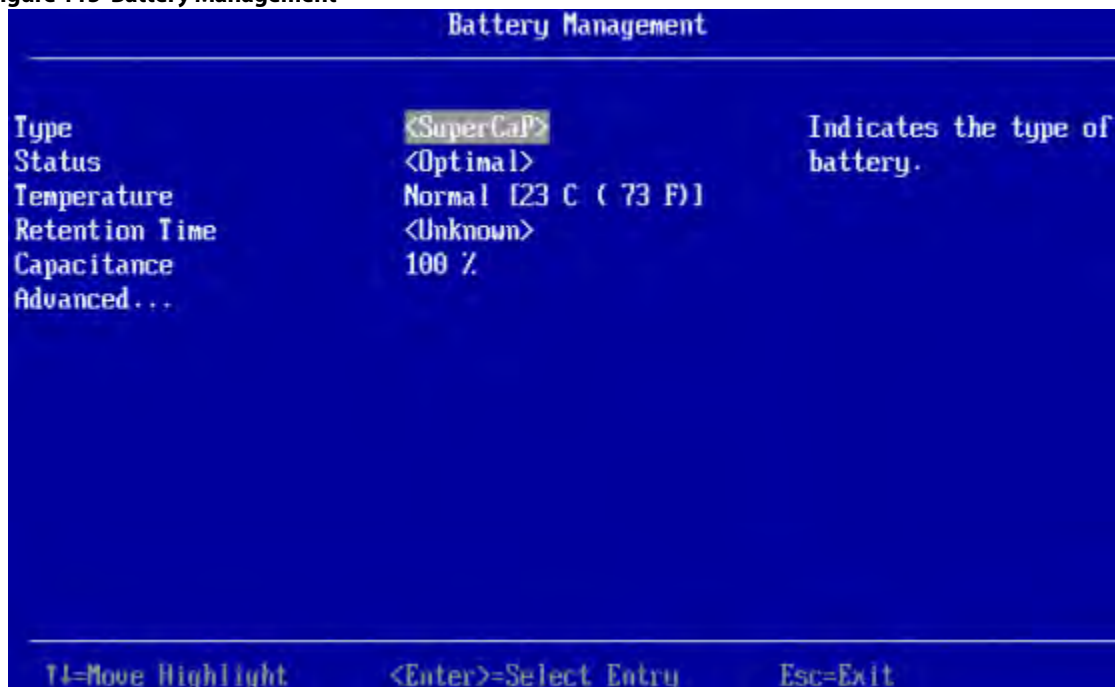 Battery Management
Type <SuperCaP> Indicates the type of
Status <Optimal> battery.
Temperature Normal [23 C ( 73 F)]
Retention Time <Unknown>
Capacitance 100 %
Advanced...
↑↓=Move Highlight <Enter>=Select Entry Esc=Exit